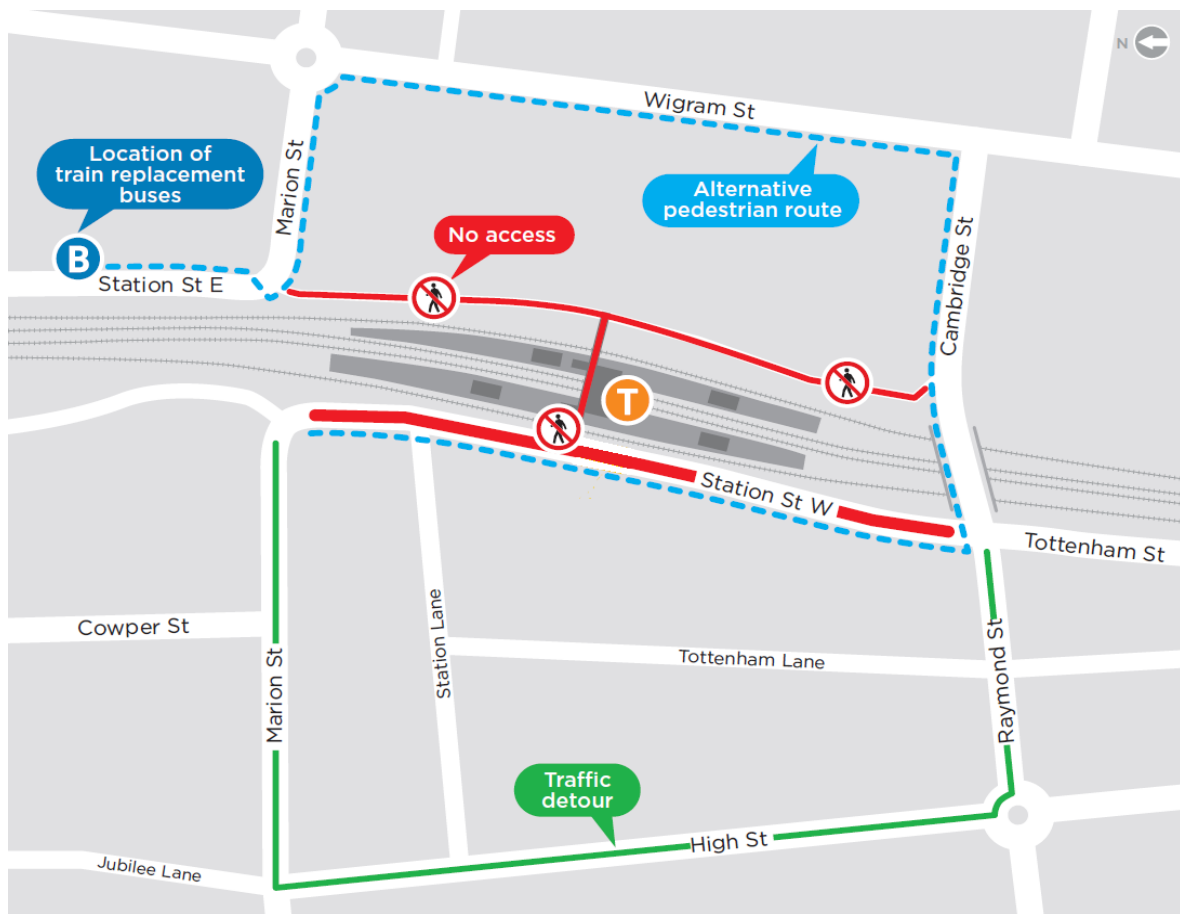 N
Wigram St
Location of
train replacement
buses
Marion St
Alternative
pedestrian route
No access
B
Station St E
Cambridge St
T
Station St W
Tottenham St
Cowper St
Station Lane
Tottenham Lane
Marion St
Raymond St
Traffic
detour
High St
Jubilee Lane